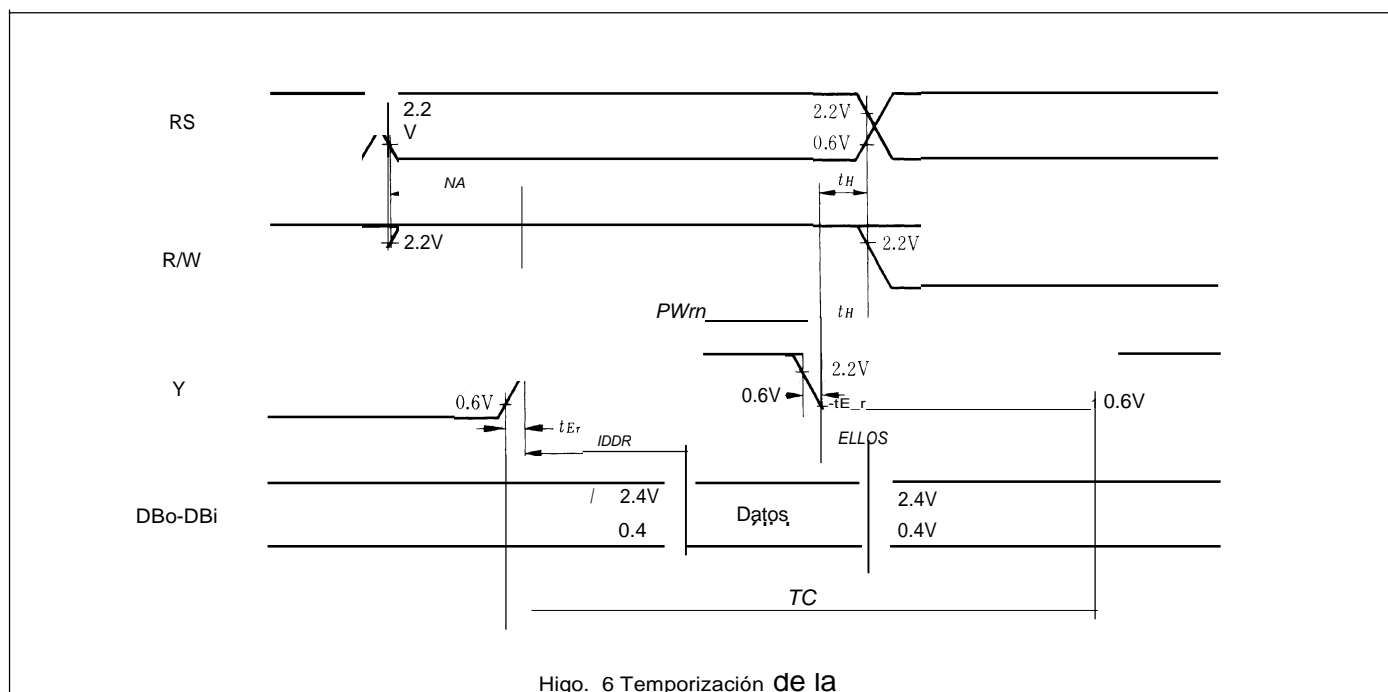 RS
2.2
V
2.2V
0.6V
NA
tH
R/W
2.2V
2.2V
PWrn
tH
Y
2.2V
0.6V
0.6V
-tE_r
0.6V
tEr
IDDR
ELLOS
DBo-DBi
/ 2.4V
0.4
Datos
2.4V
0.4V
TC
Higo. 6 Temporización de la